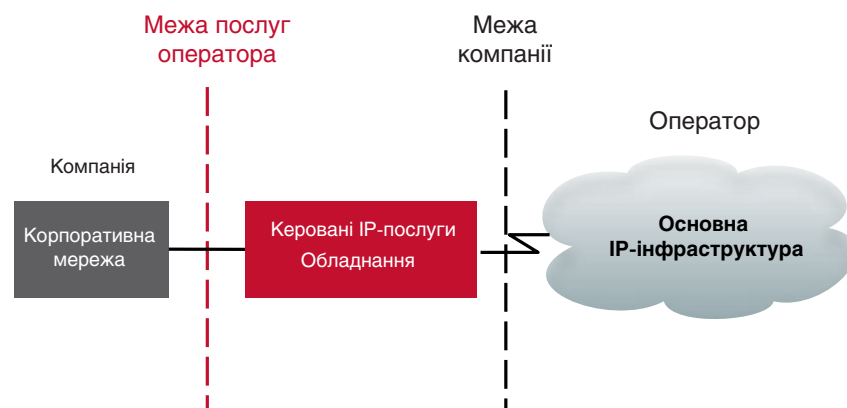 Межа послуг
оператора
Межа
компанії
Оператор
Компанія
Корпоративна
мережа
Керовані IP-послуги
Обладнання
Основна
IP-інфраструктура